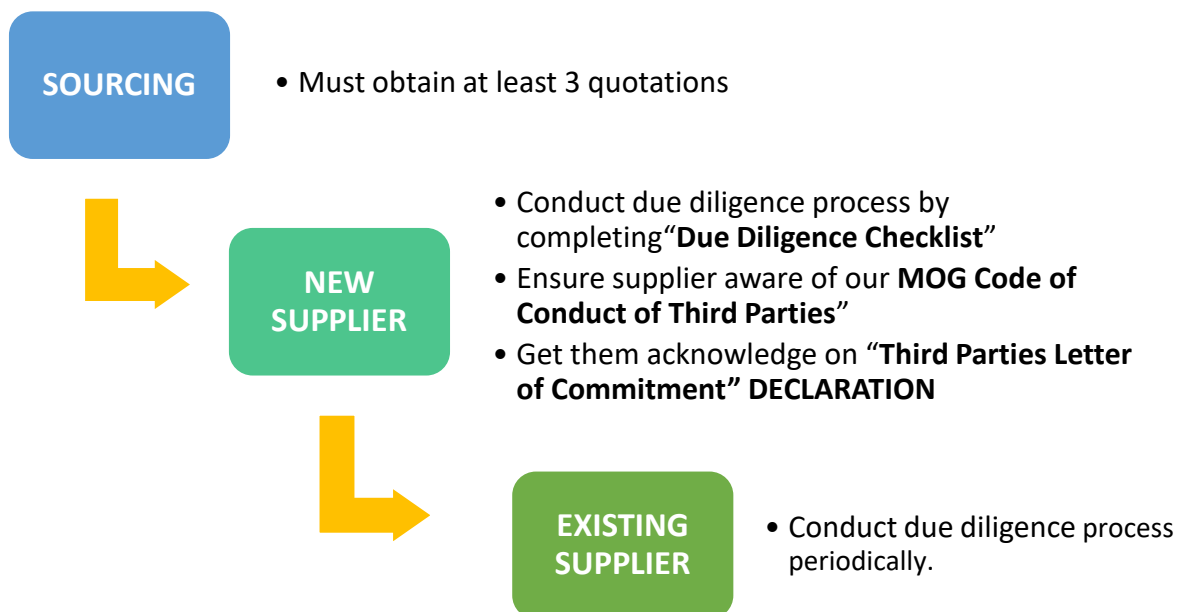 SOURCING
• Must obtain at least 3 quotations
NEW
SUPPLIER
• Conduct due diligence process by
completing“Due Diligence Checklist”
• Ensure supplier aware of our MOG Code of
Conduct of Third Parties”
• Get them acknowledge on “Third Parties Letter
of Commitment” DECLARATION
EXISTING
SUPPLIER
• Conduct due diligence process
periodically.